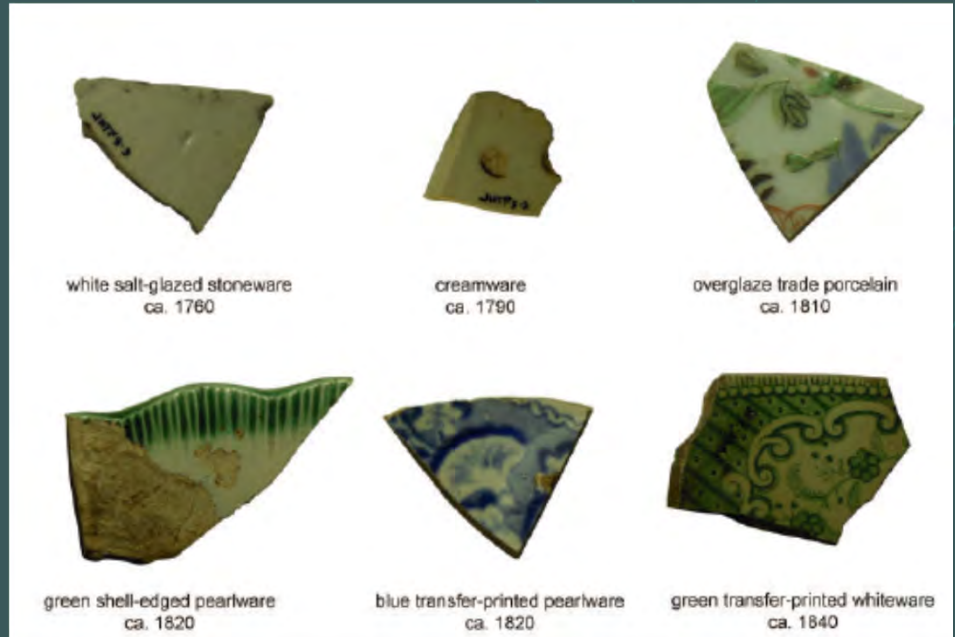 white salt-glazed stoneware
ca. 1760
creamware
ca. 1790
overglaze trade porcelain
ca. 1810
green shell-edged pearlware
ca. 1820
blue transfer-printed pearlware
ca. 1820
green transfer-printed whiteware
ca. 1840